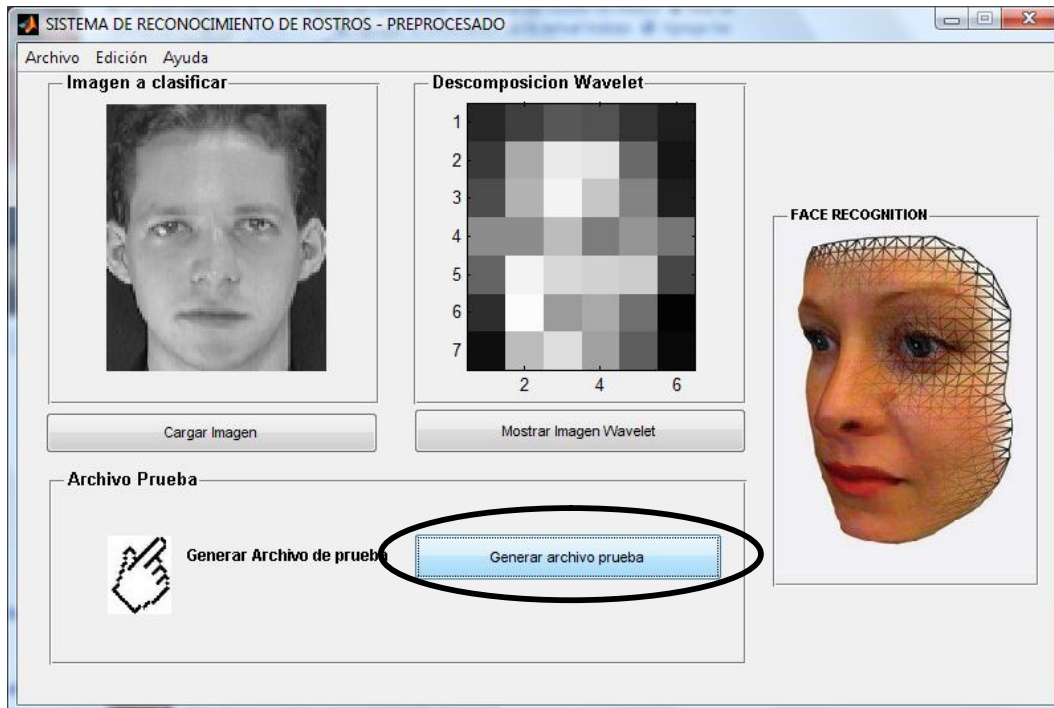 SISTEMA DE RECONOCIMIENTO DE ROSTROS - PREPROCESADO
Archivo Edición Ayuda
Imagen a clasificar
Descomposicion Wavelet
1
2
3
4
5
6
7
2 4 6
Cargar Imagen
Mostrar Imagen Wavelet
FACE RECOGNITION
Archivo Prueba
Generar Archivo de prueba
Generar archivo prueba